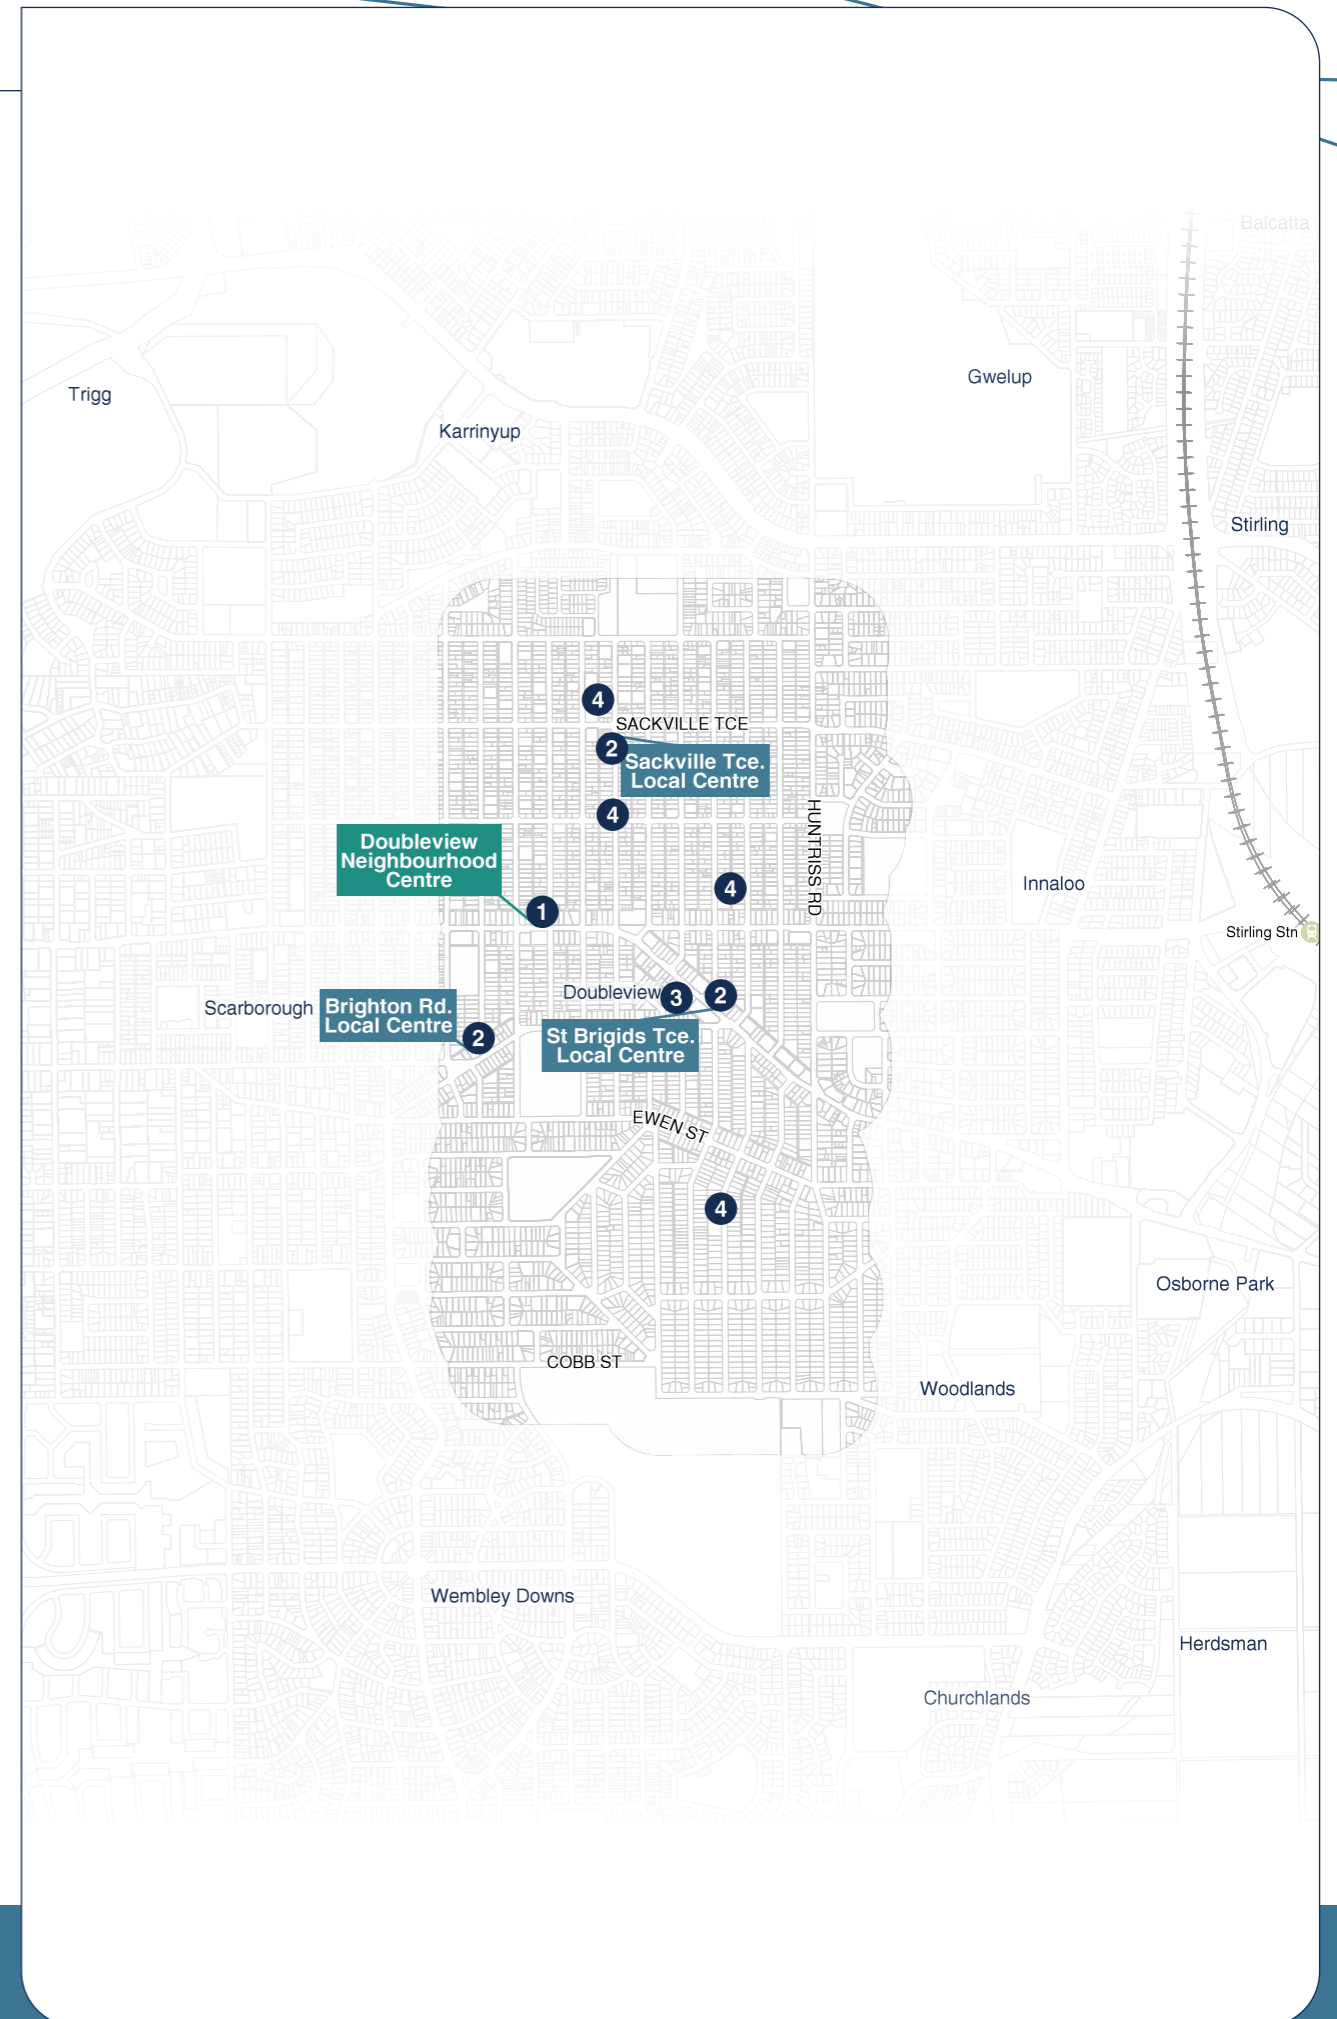 Balcatta
Gwelup
Trigg
Karrinyup
Stirling
4
SACKVILLE TCE
2
Sackville Tce.
Local Centre
4
HUNTRISS RD
Doubleview
Neighbourhood
Centre
4
Innaloo
1
Stirling Stn
Doubleview
3
2
Scarborough
Brighton Rd.
Local Centre
2
St Brigids Tce.
Local Centre
EWEN ST
4
Osborne Park
COBB ST
Woodlands
Wembley Downs
Herdsman
Churchlands